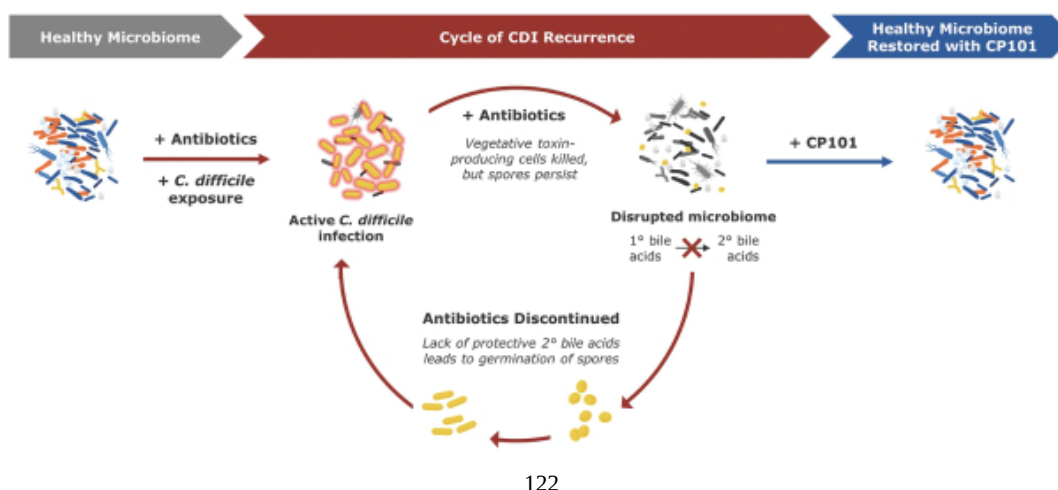 Healthy Microbiome
Cycle of CDI Recurrence
Healthy Microbiome
Restored with CP101
+ Antibiotics
+ C. difficile
exposure
Active C. difficile
infection
+ Antibiotics
Vegetative toxin-
producing cells killed,
but spores persist
Disrupted microbiome
1° bile
acids
2° bile
acids
+ CP101
Antibiotics Discontinued
Lack of protective 2° bile acids
leads to germination of spores
122